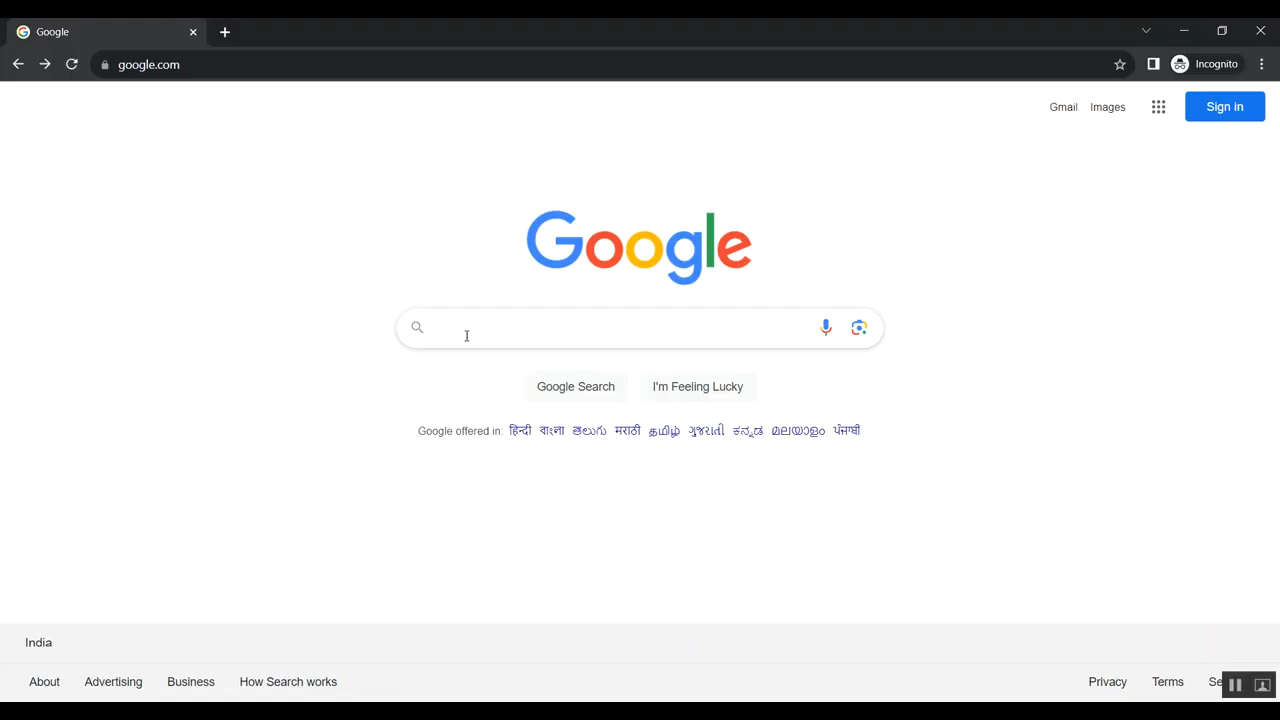 Google
google.com
Incognito
Gmail Images
Sign in
Google
Google Search I'm Feeling Lucky
Google offered in: हिन्दी বাংলা తెలుగు मराठी தமிழ் ગુજરાતી ಕನ್ನಡ മലയാളം ਪੰਜਾਬੀ
India
About Advertising Business How Search works Privacy Terms